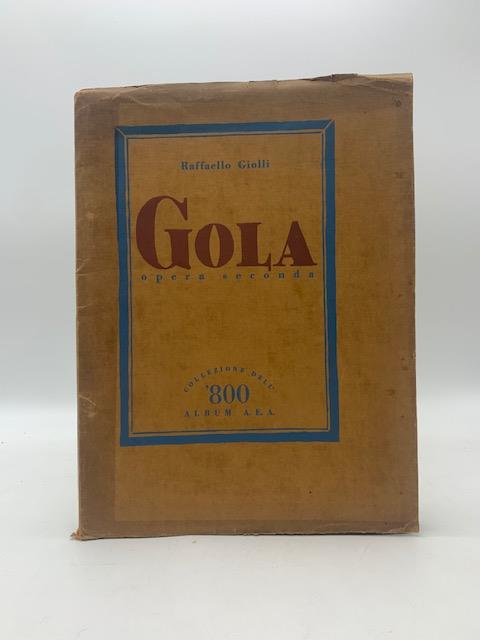 Raffaello Giolli
GOLA
opera seconda
COLLEZIONE DELL'
'800
ALBUM A.E.A.